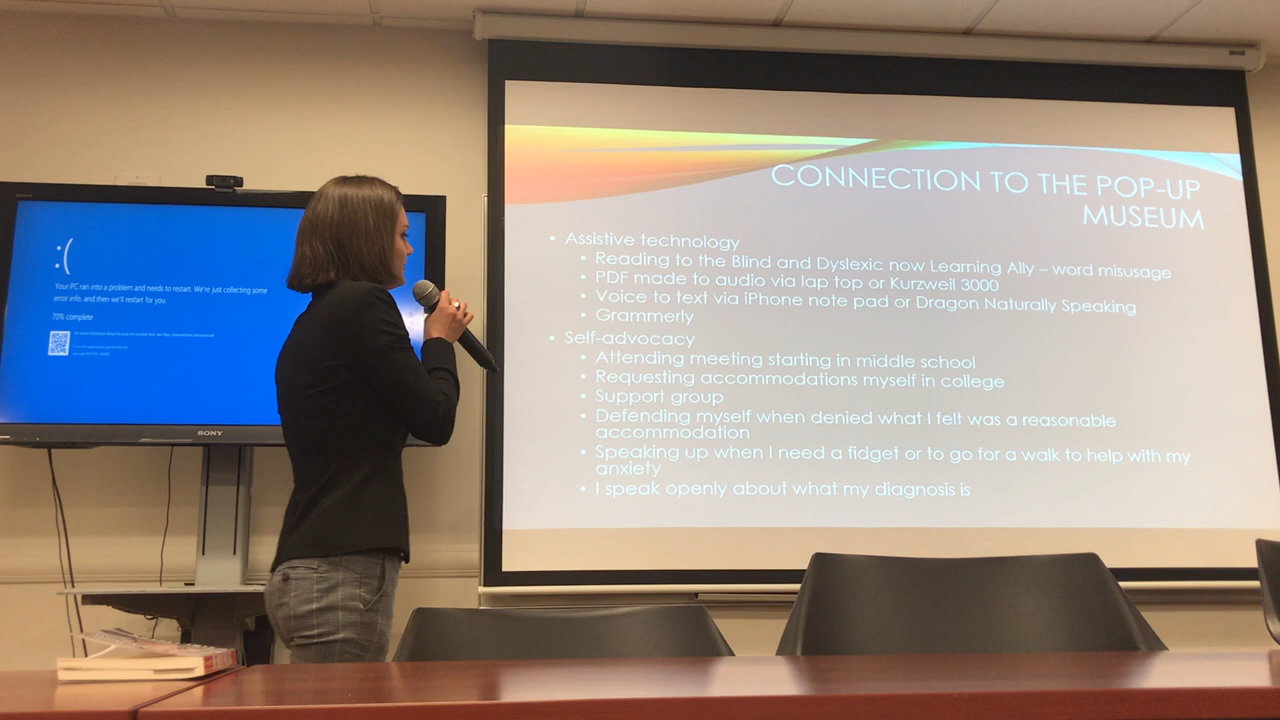 :(
Your PC ran into a problem and needs to restart. We're just collecting some
error info, and then we'll restart for you.
70% complete
SONY
CONNECTION TO THE POP-UP
MUSEUM
• Assistive technology
• Reading to the Blind and Dyslexic now Learning Ally – word misusage
• PDF made to audio via lap top or Kurzweil 3000
• Voice to text via iPhone note pad or Dragon Naturally Speaking
• Grammerly
• Self-advocacy
• Attending meeting starting in middle school
• Requesting accommodations myself in college
• Support group
• Defending myself when denied what I felt was a reasonable
accommodation
• Speaking up when I need a fidget or to go for a walk to help with my
anxiety
• I speak openly about what my diagnosis is